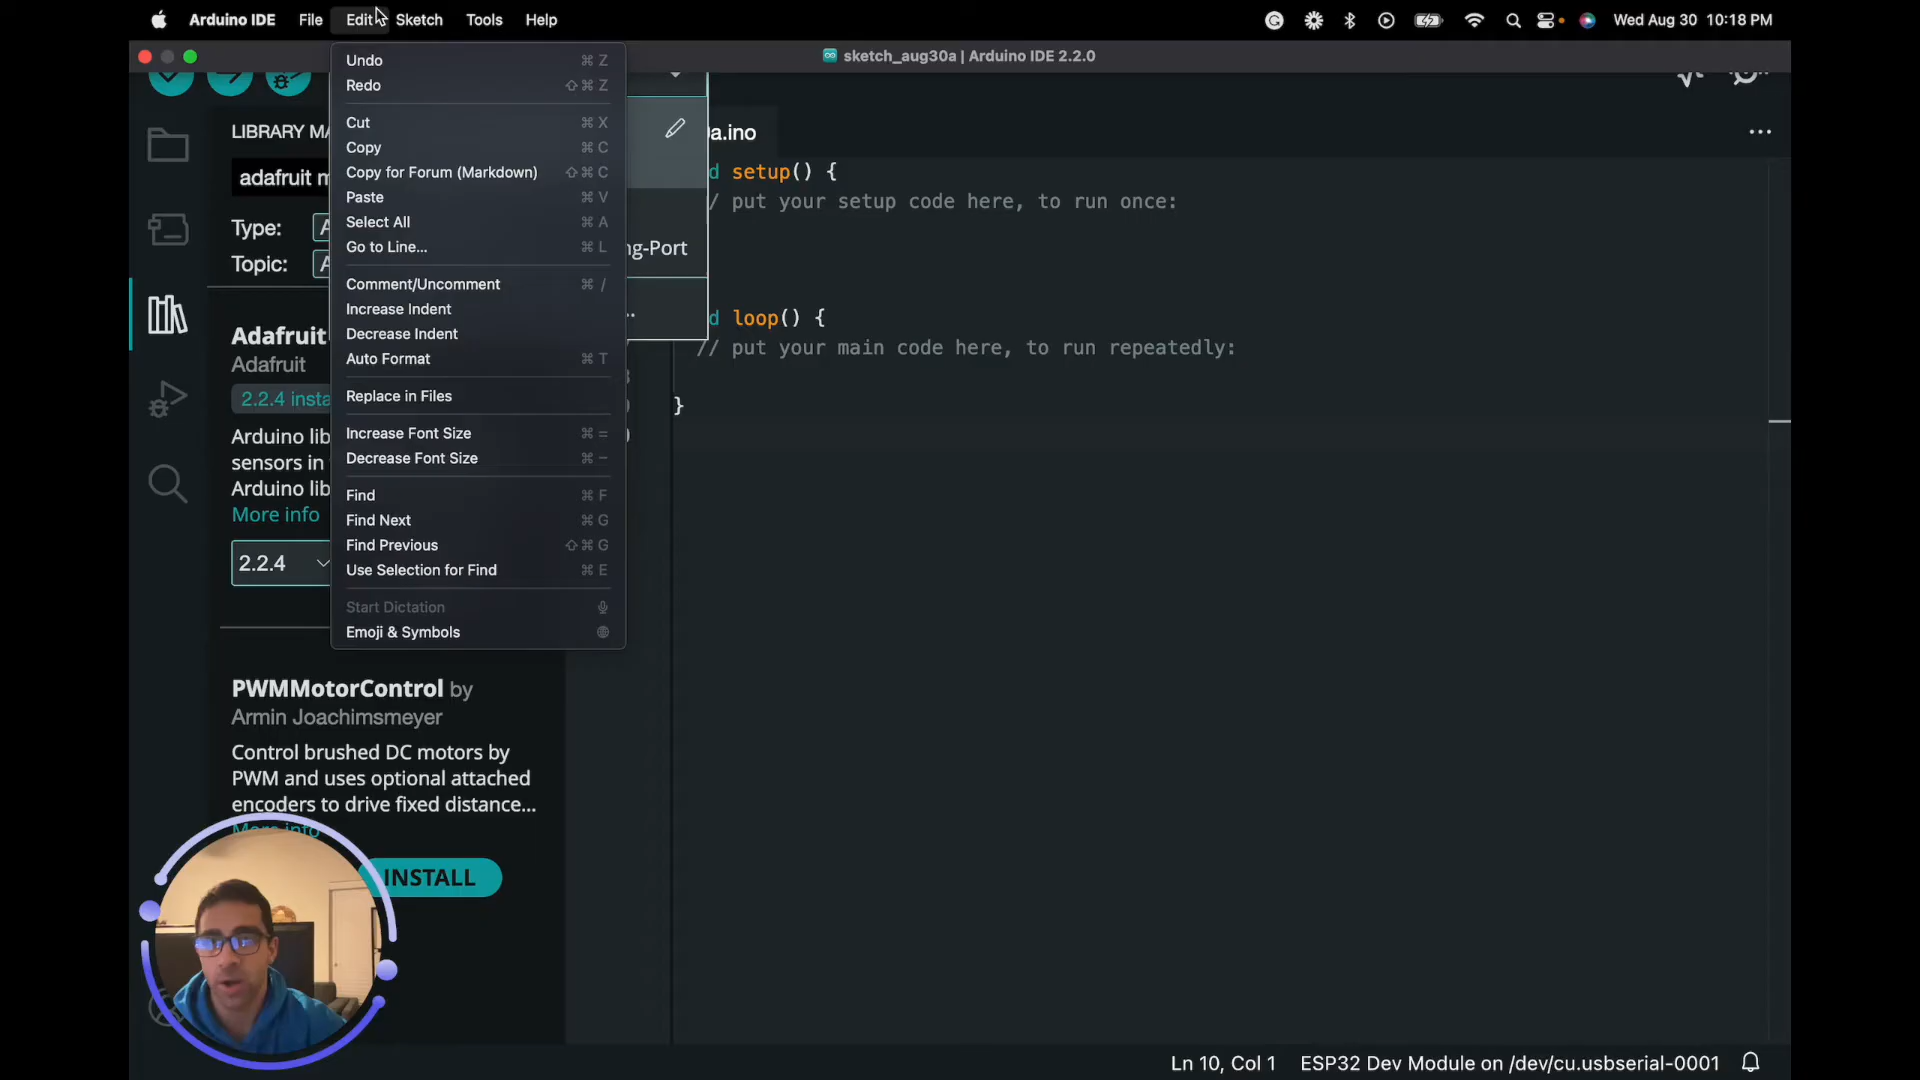 Arduino IDE File Edit Sketch Tools Help
Wed Aug 30 10:18 PM
sketch_aug30a | Arduino IDE 2.2.0
Undo ⌘ Z
Redo ⇧ ⌘ Z
Cut ⌘ X
Copy ⌘ C
Copy for Forum (Markdown) ⇧ ⌘ C
Paste ⌘ V
Select All ⌘ A
Go to Line... ⌘ L
Comment/Uncomment ⌘ /
Increase Indent
Decrease Indent
Auto Format ⌘ T
Replace in Files
Increase Font Size ⌘ =
Decrease Font Size ⌘ −
Find ⌘ F
Find Next ⌘ G
Find Previous ⇧ ⌘ G
Use Selection for Find ⌘ E
Start Dictation
Emoji & Symbols
LIBRARY MA
adafruit m
Type: A
Topic: A
Adafruit
Adafruit
2.2.4 insta
Arduino lib
sensors in
Arduino lib
More info
2.2.4
PWMMotorControl by
Armin Joachimsmeyer
Control brushed DC motors by
PWM and uses optional attached
encoders to drive fixed distance...
More info
INSTALL
ng-Port
..
a.ino
...
d setup() {
/ put your setup code here, to run once:
d loop() {
// put your main code here, to run repeatedly:
}
Ln 10, Col 1 ESP32 Dev Module on /dev/cu.usbserial-0001